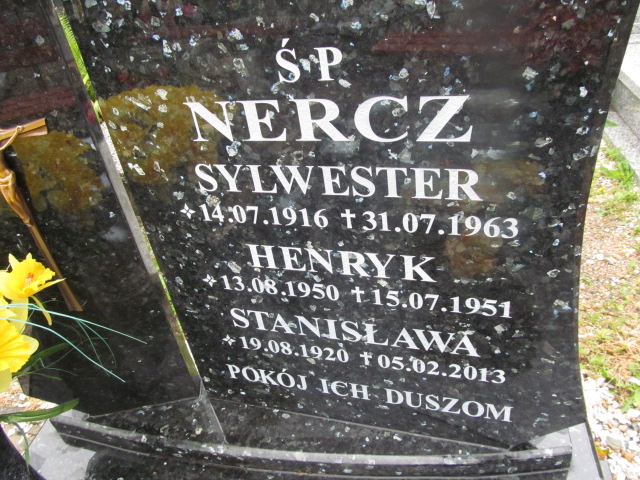 Ś P
NERCZ
SYLWESTER
✧ 14.07.1916 ✝ 31.07.1963
HENRYK
✧ 13.08.1950 ✝ 15.07.1951
STANISŁAWA
✧ 19.08.1920 ✝ 05.02.2013
POKÓJ ICH DUSZOM